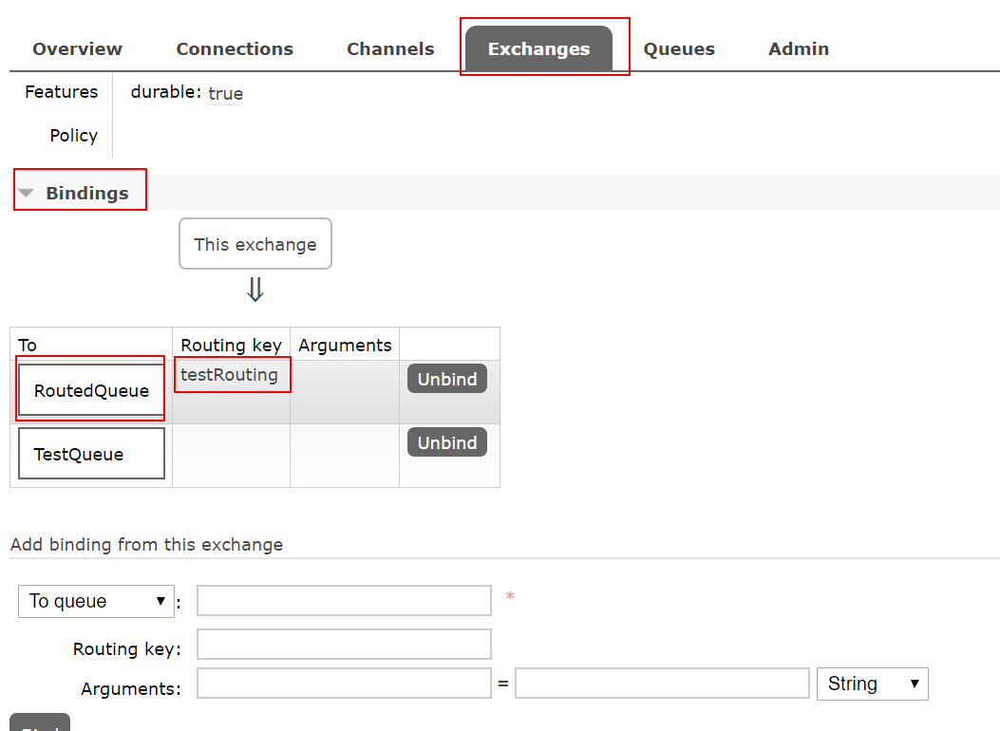 Overview Connections Channels Exchanges Queues Admin
Features durable: true
Policy
Bindings
This exchange
⇓
To Routing key Arguments
RoutedQueue testRouting Unbind
TestQueue Unbind
Add binding from this exchange
To queue ▼ : *
Routing key:
Arguments: = String ▼